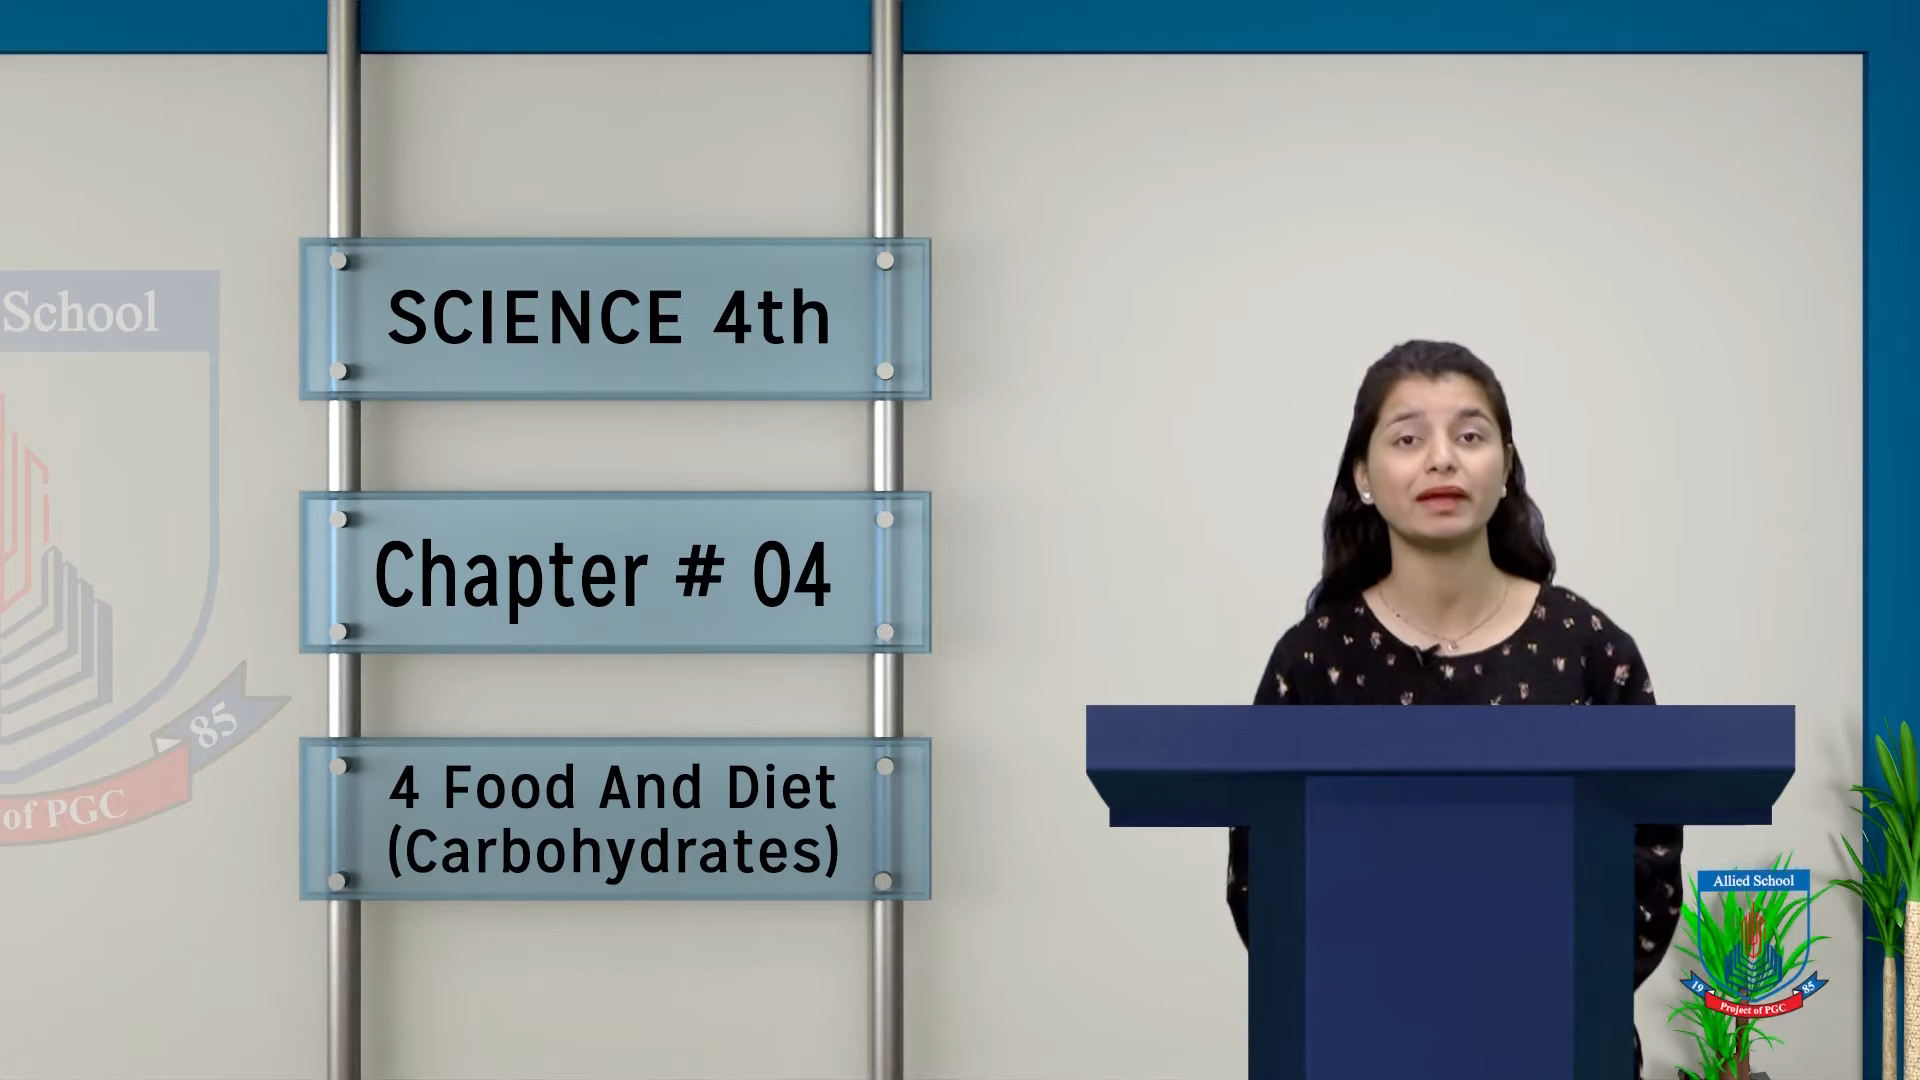 School
85
of PGC
SCIENCE 4th
Chapter # 04
4 Food And Diet
(Carbohydrates)
Allied School
19 85
Project of PGC